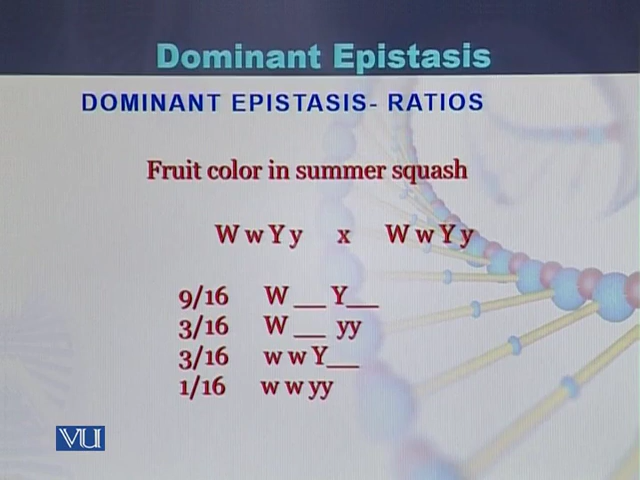 Dominant Epistasis
DOMINANT EPISTASIS- RATIOS
Fruit color in summer squash
W w Y y x W w Y y
9/16 W __ Y__
3/16 W __ yy
3/16 w w Y__
1/16 w w yy
VU